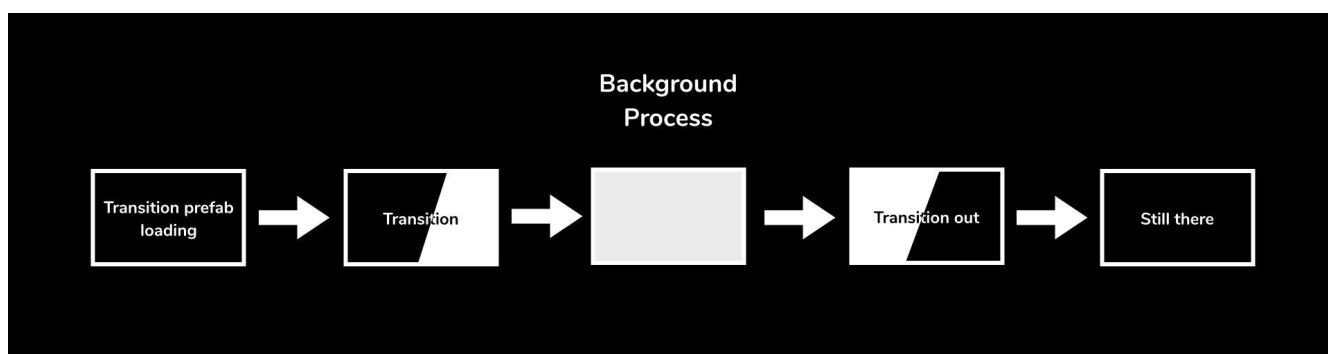 Background
Process
Transition prefab
loading
Transition
Transition out
Still there